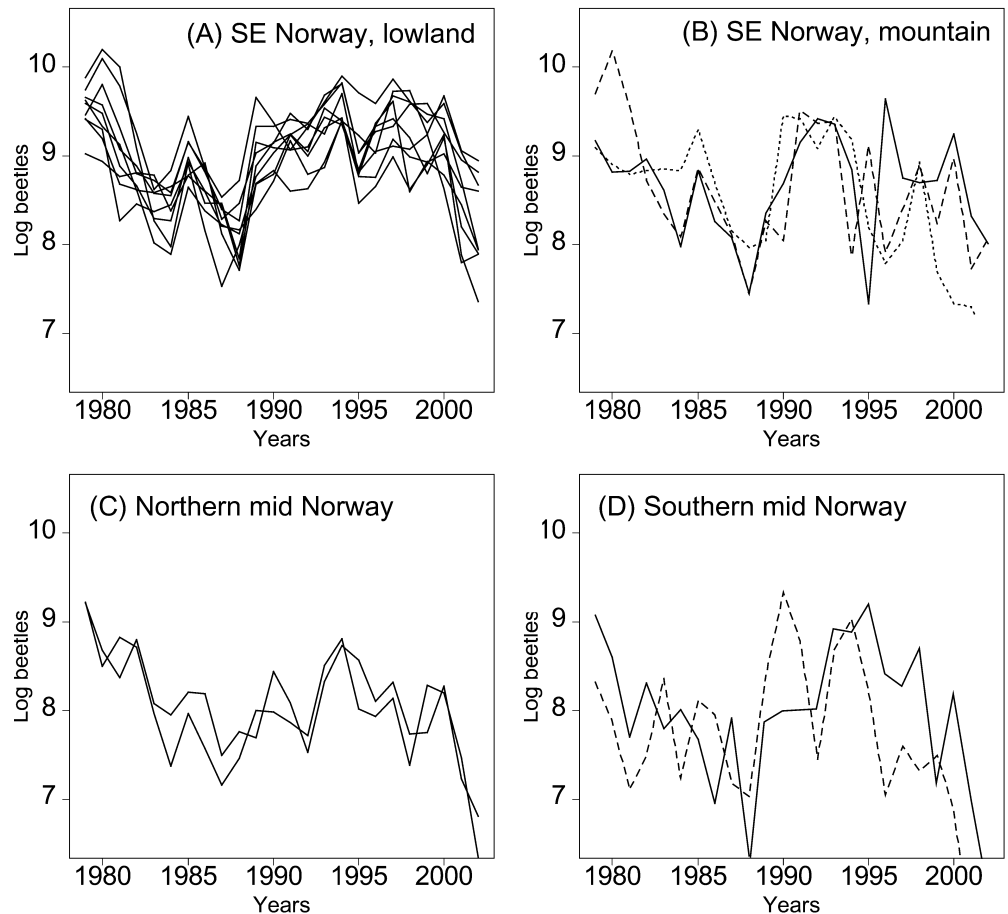 (A) SE Norway, lowland
10
9
8
7
Log beetles
1980 1985 1990 1995 2000
Years
(B) SE Norway, mountain
10
9
8
7
Log beetles
1980 1985 1990 1995 2000
Years
(C) Northern mid Norway
10
9
8
7
Log beetles
1980 1985 1990 1995 2000
Years
(D) Southern mid Norway
10
9
8
7
Log beetles
1980 1985 1990 1995 2000
Years